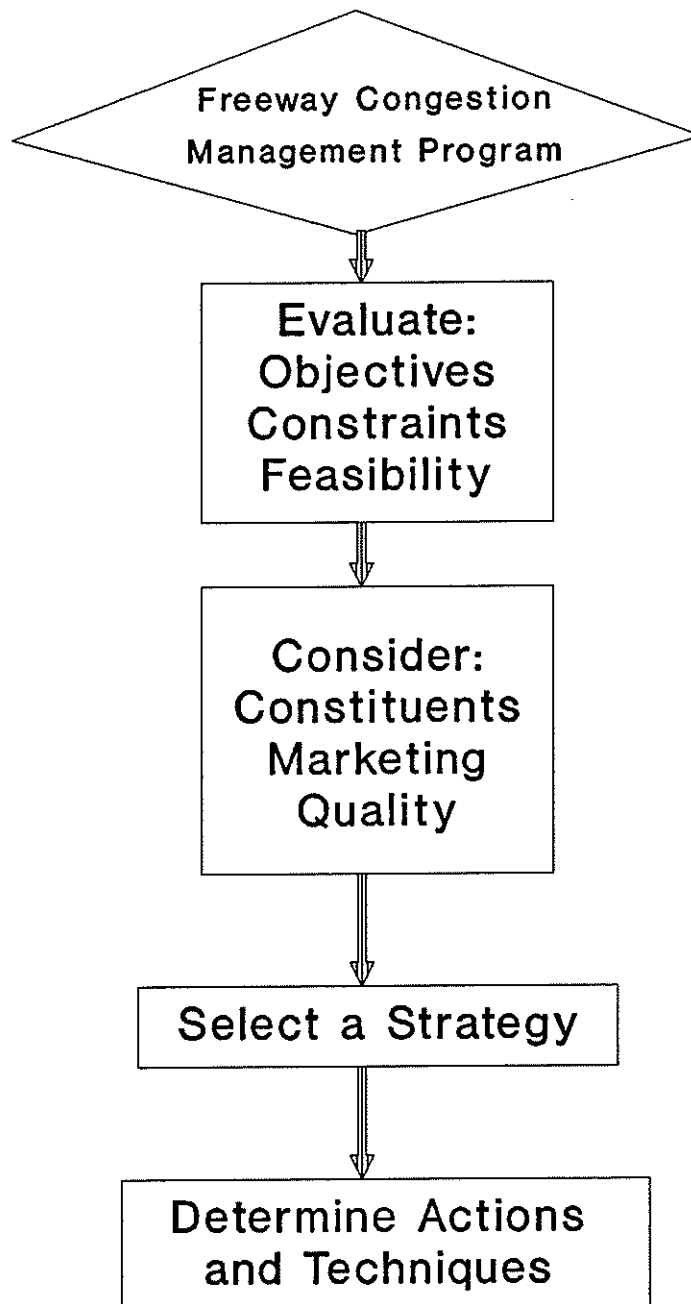 Freeway Congestion
Management Program
Evaluate:
Objectives
Constraints
Feasibility
Consider:
Constituents
Marketing
Quality
Select a Strategy
Determine Actions
and Techniques